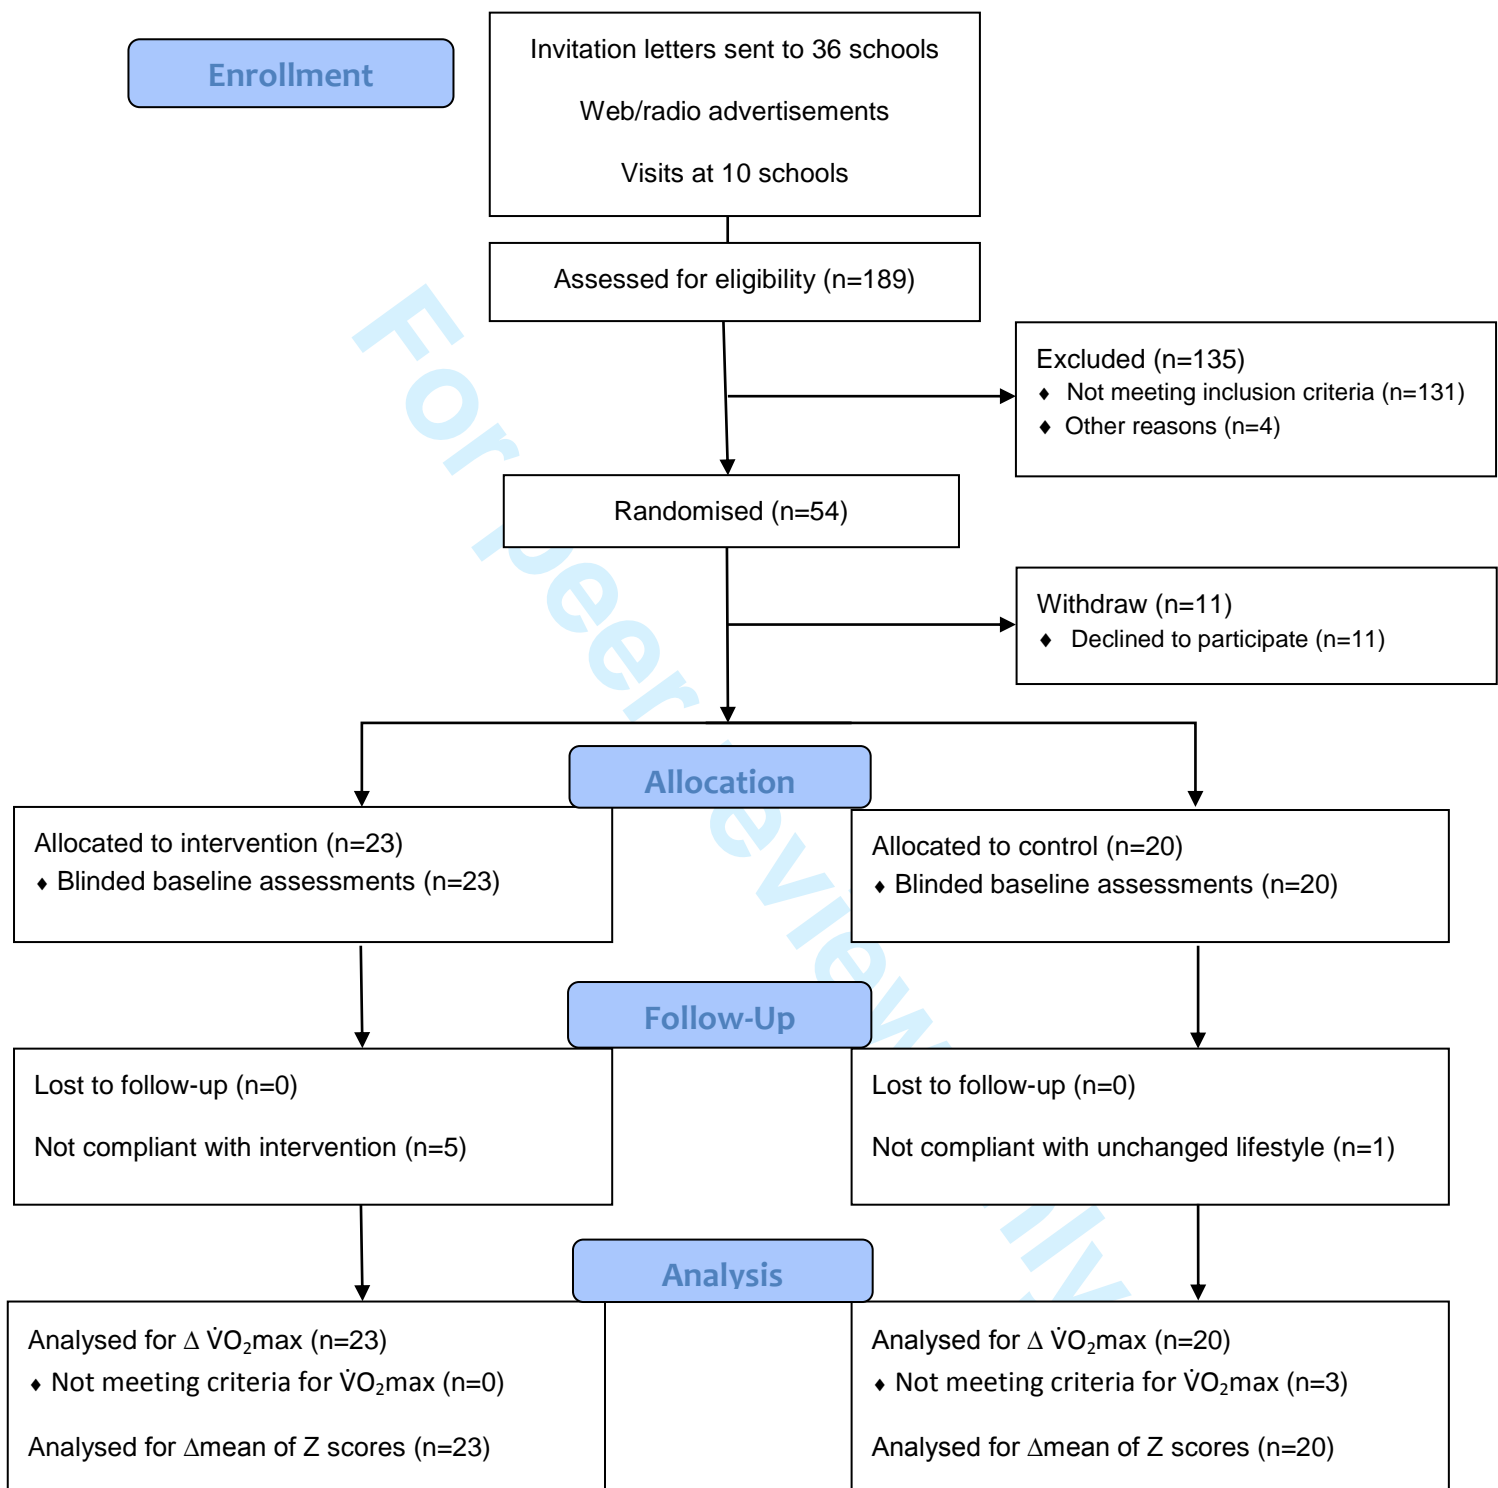 Enrollment
Invitation letters sent to 36 schools
Web/radio advertisements
Visits at 10 schools
Assessed for eligibility (n=189)
Excluded (n=135)
♦ Not meeting inclusion criteria (n=131)
♦ Other reasons (n=4)
Randomised (n=54)
Withdraw (n=11)
♦ Declined to participate (n=11)
Allocation
Allocated to intervention (n=23)
♦ Blinded baseline assessments (n=23)
Allocated to control (n=20)
♦ Blinded baseline assessments (n=20)
Follow-Up
Lost to follow-up (n=0)
Not compliant with intervention (n=5)
Lost to follow-up (n=0)
Not compliant with unchanged lifestyle (n=1)
Analysis
Analysed for Δ V̇O₂max (n=23)
♦ Not meeting criteria for V̇O₂max (n=0)
Analysed for Δmean of Z scores (n=23)
Analysed for Δ V̇O₂max (n=20)
♦ Not meeting criteria for V̇O₂max (n=3)
Analysed for Δmean of Z scores (n=20)
For peer review only